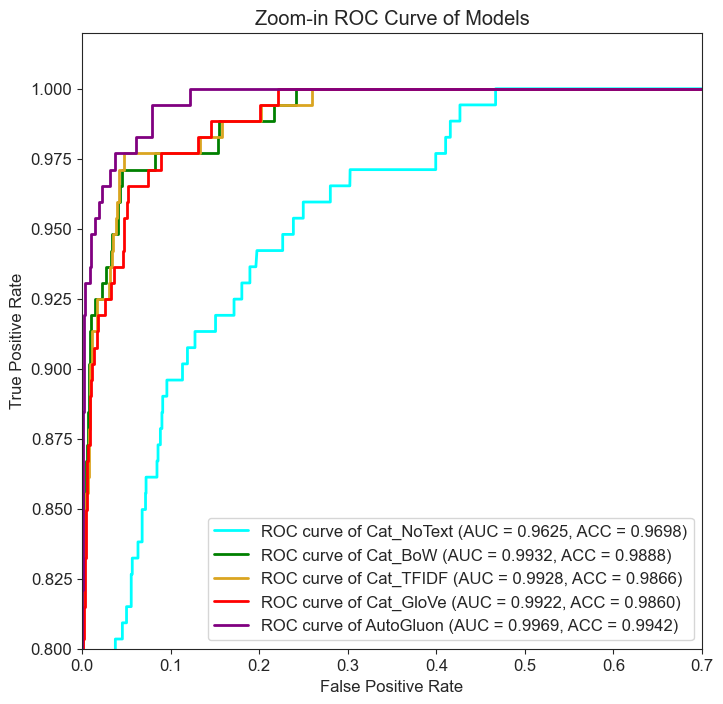 Zoom-in ROC Curve of Models
True Positive Rate
1.000
0.975
0.950
0.925
0.900
0.875
0.850
0.825
0.800
ROC curve of Cat_NoText (AUC = 0.9625, ACC = 0.9698)
ROC curve of Cat_BoW (AUC = 0.9932, ACC = 0.9888)
ROC curve of Cat_TFIDF (AUC = 0.9928, ACC = 0.9866)
ROC curve of Cat_GloVe (AUC = 0.9922, ACC = 0.9860)
ROC curve of AutoGluon (AUC = 0.9969, ACC = 0.9942)
0.0 0.1 0.2 0.3 0.4 0.5 0.6 0.7
False Positive Rate